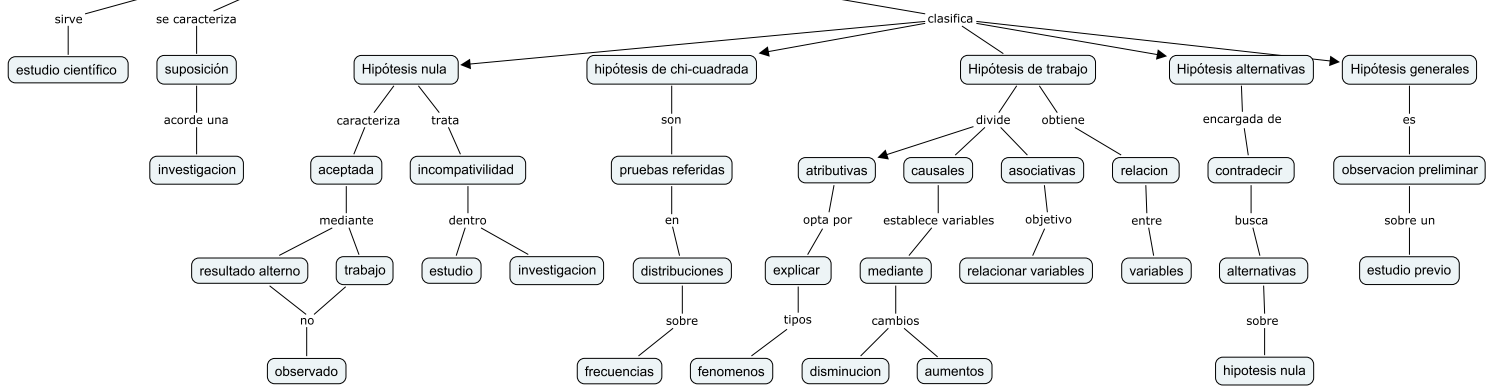 sirve
se caracteriza
clasifica
estudio científico
suposición
Hipótesis nula
hipótesis de chi-cuadrada
Hipótesis de trabajo
Hipótesis alternativas
Hipótesis generales
acorde una
caracteriza
trata
son
divide
obtiene
encargada de
es
investigacion
aceptada
incompativilidad
pruebas referidas
atributivas
causales
asociativas
relacion
contradecir
observacion preliminar
mediante
dentro
en
opta por
establece variables
objetivo
entre
busca
sobre un
resultado alterno
trabajo
estudio
investigacion
distribuciones
explicar
mediante
relacionar variables
variables
alternativas
estudio previo
no
sobre
tipos
cambios
sobre
observado
frecuencias
fenomenos
disminucion
aumentos
hipotesis nula